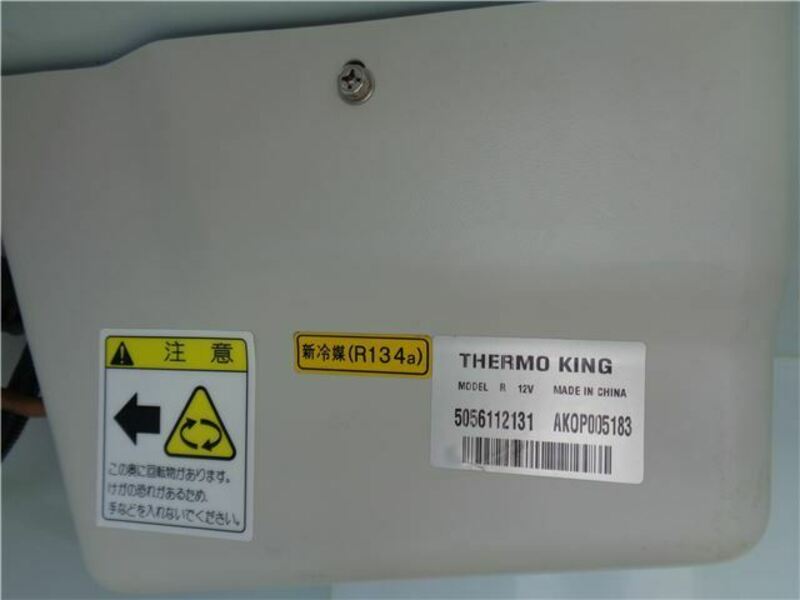 注意
この奥に回転物があります。
けがの恐れがあるため、
手などを入れないでください。
新冷媒(R134a)
THERMO KING
MODEL R 12V MADE IN CHINA
5056112131 AKOP005183